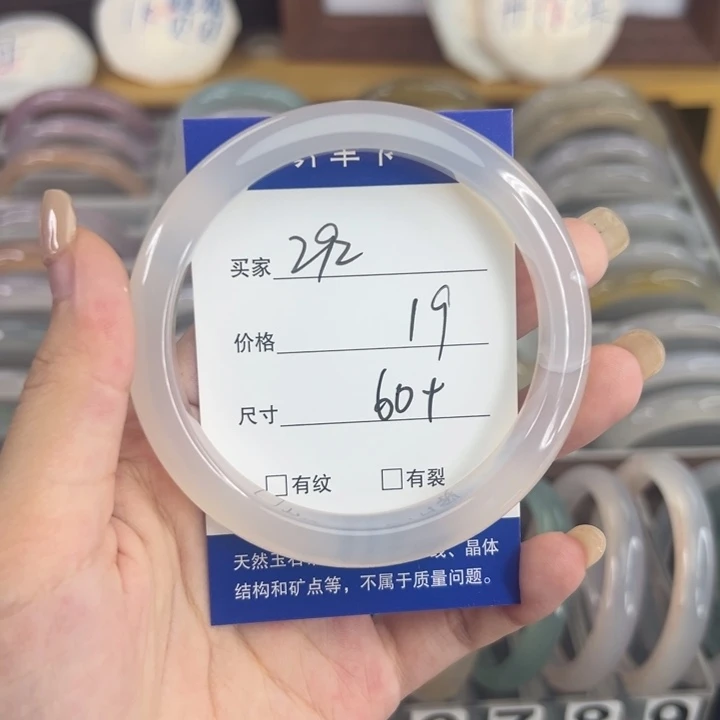 买家 292
价格 19
尺寸 60+
□有纹 □有裂
天然玉石 、晶体
结构和矿点等，不属于质量问题。